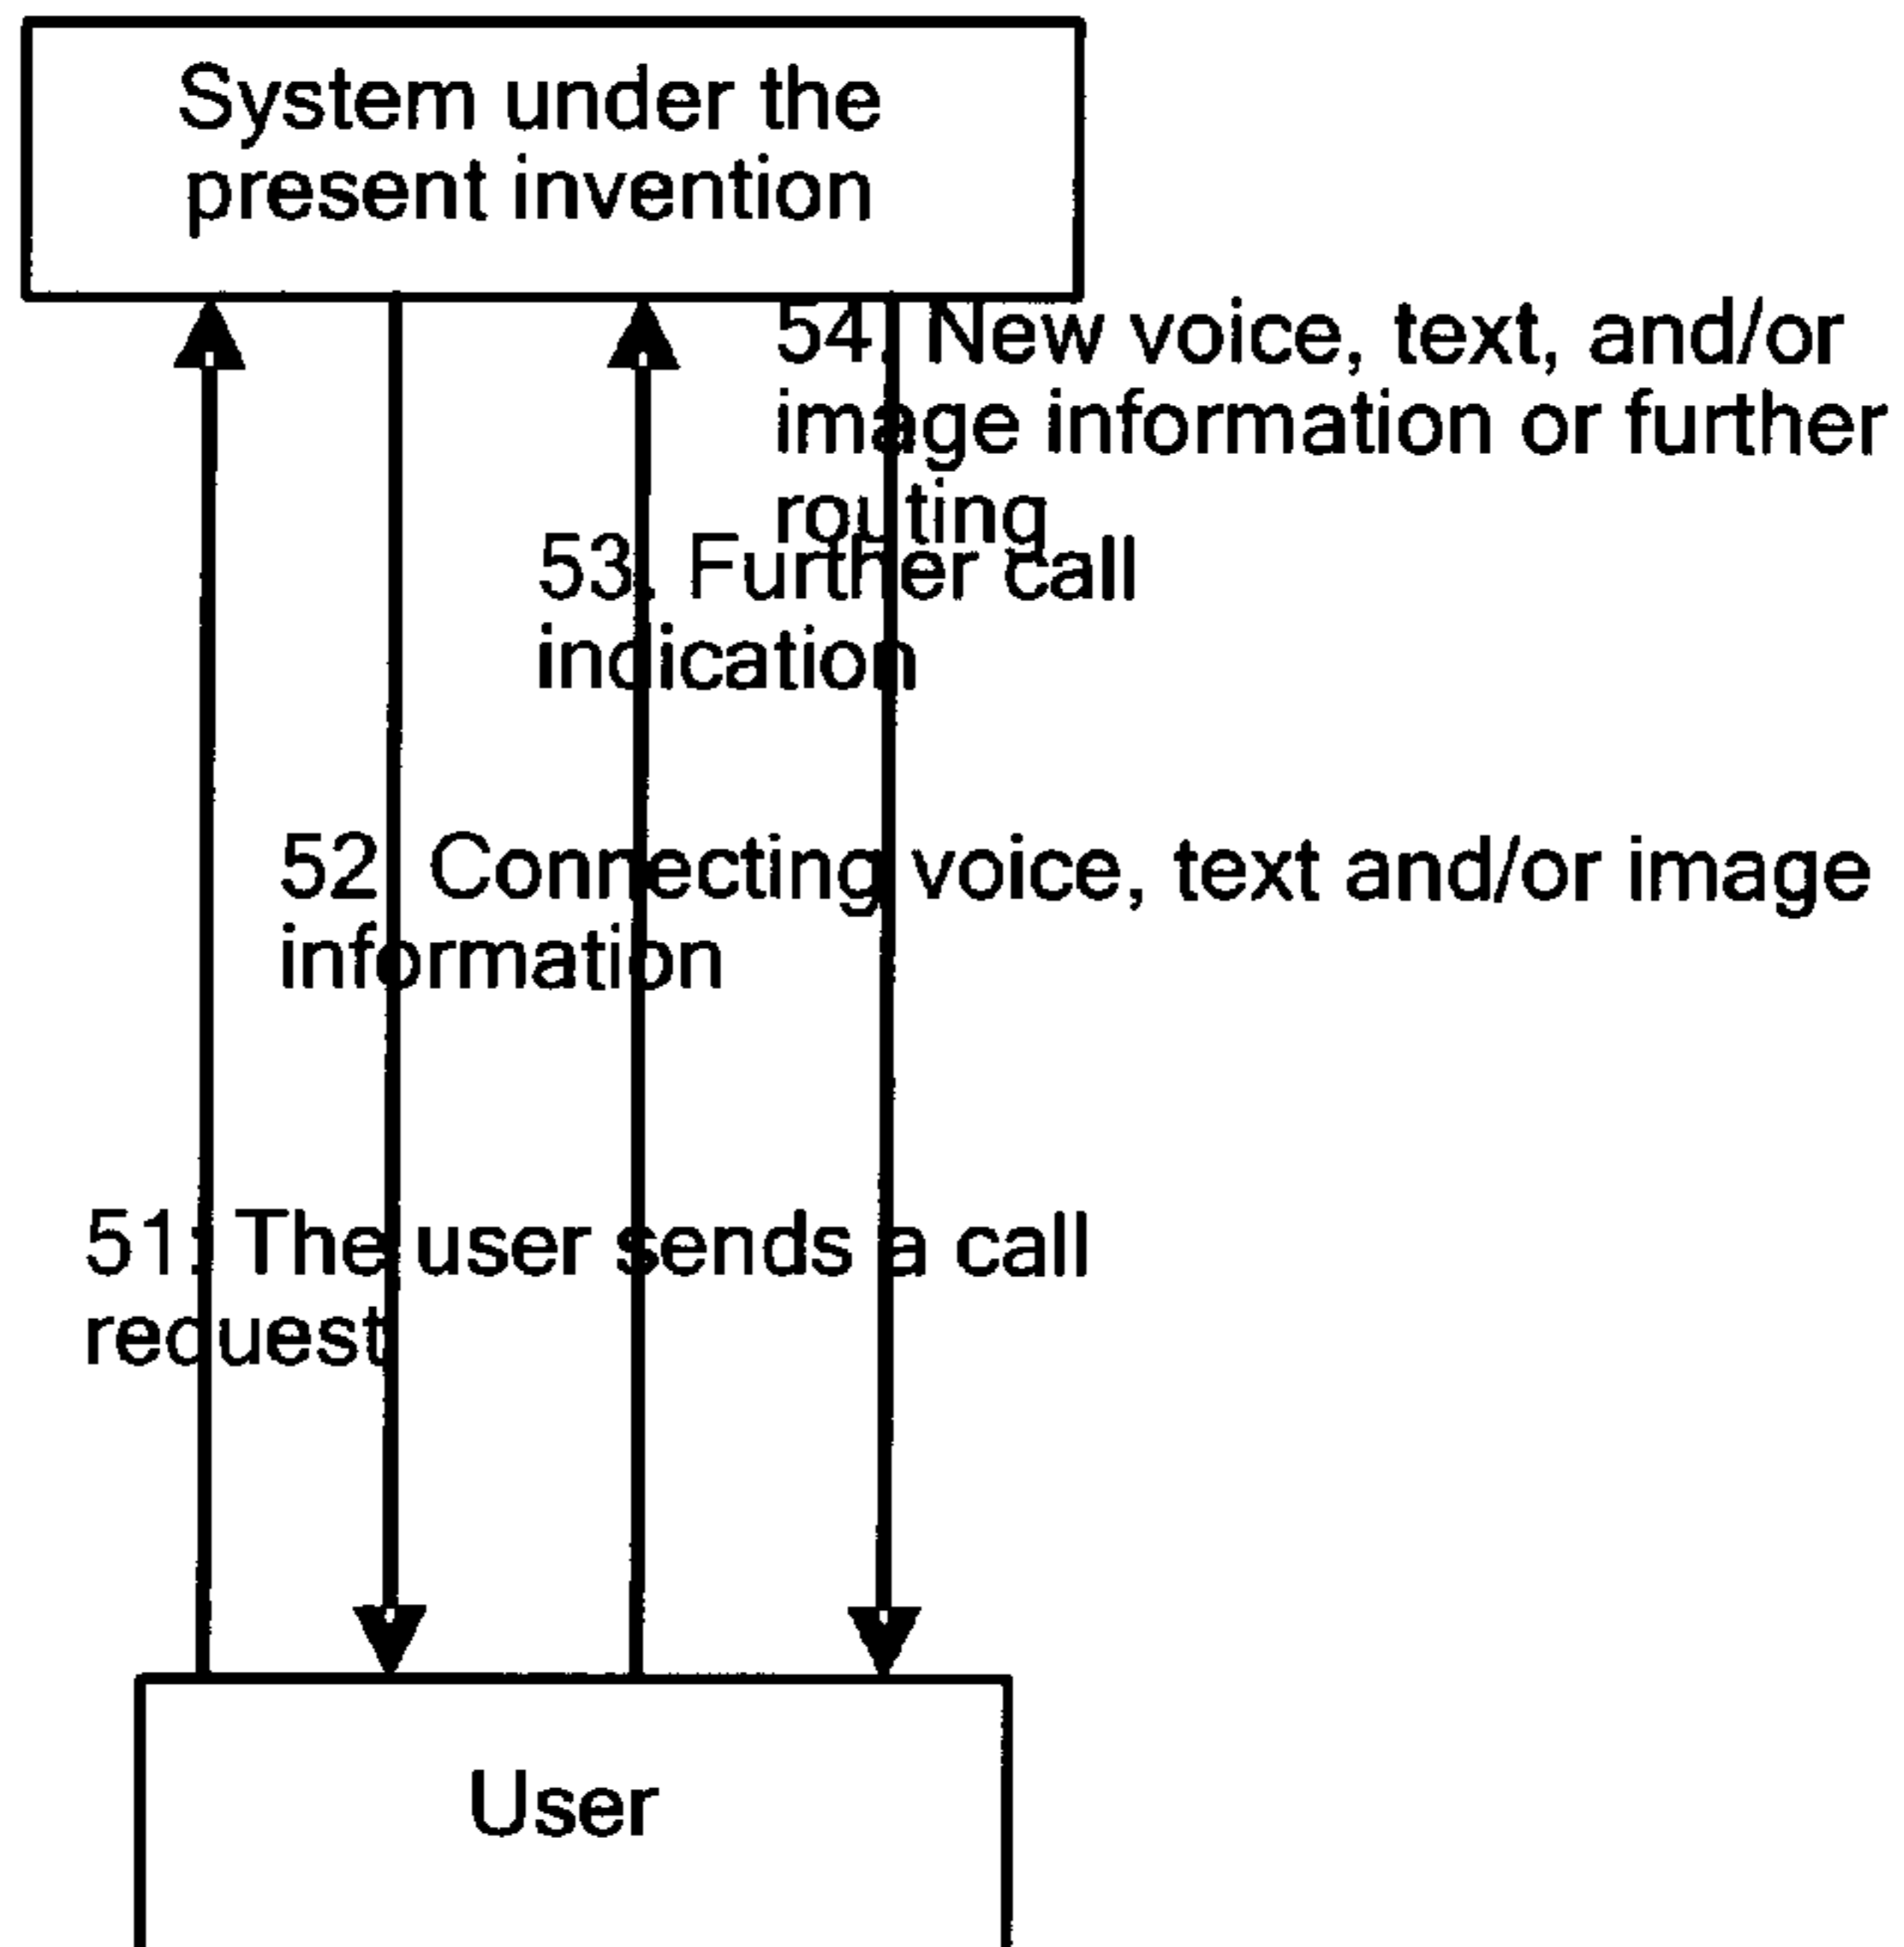 System under the
present invention
54. New voice, text, and/or
image information or further
routing
53. Further call
indication
52. Connecting voice, text and/or image
information
51: The user sends a call
request
User